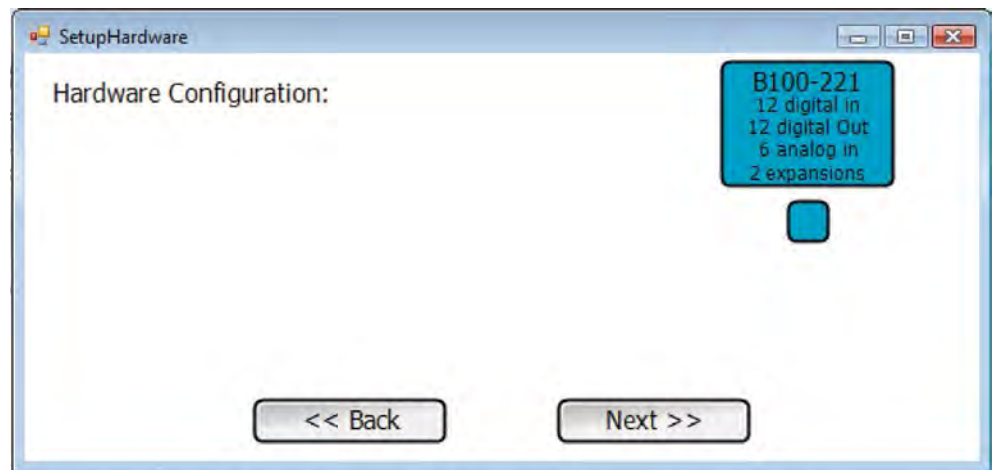 SetupHardware
Hardware Configuration:
B100-221
12 digital in
12 digital Out
6 analog in
2 expansions
<< Back
Next >>